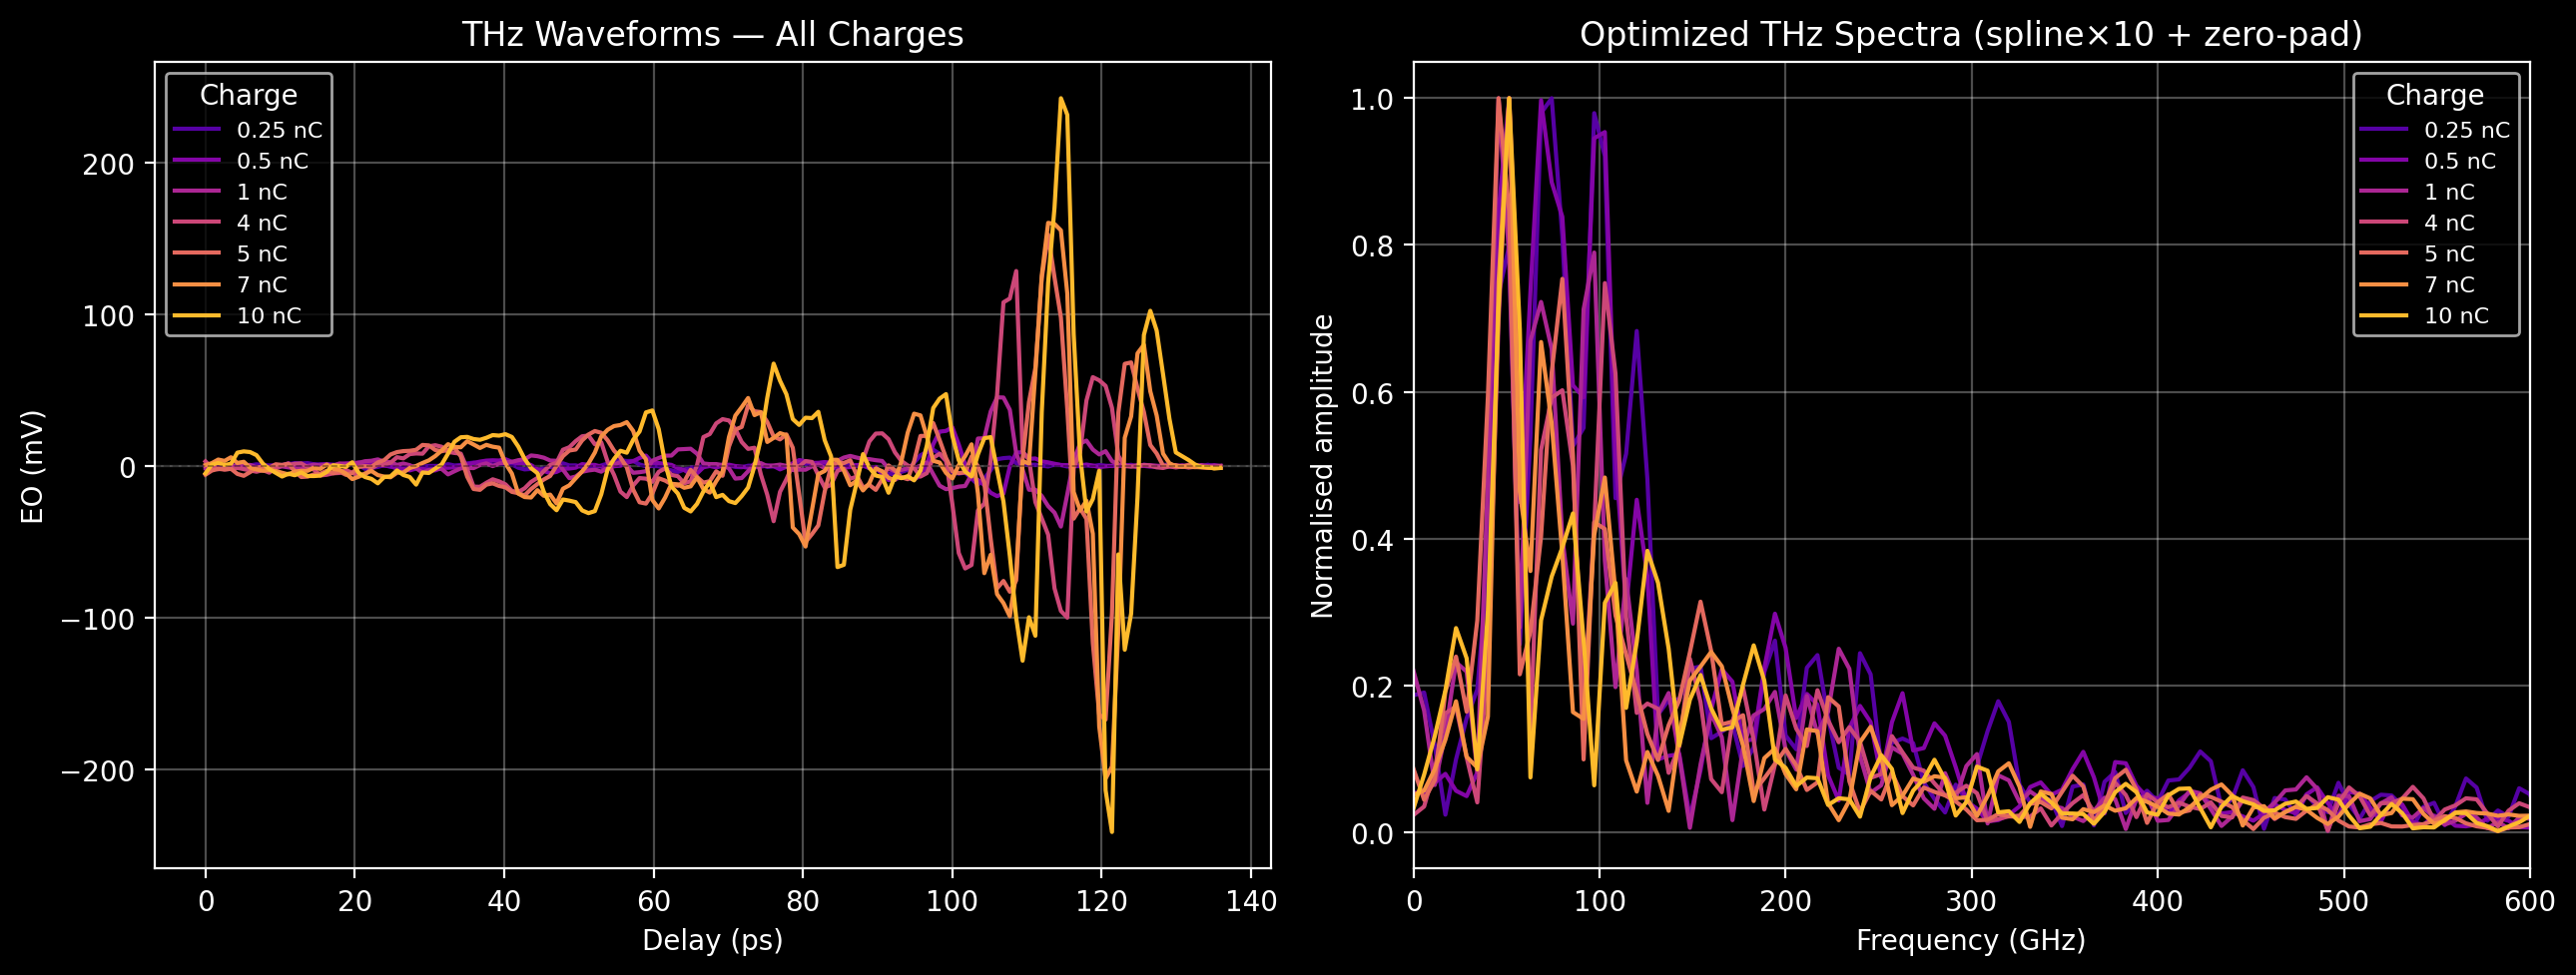 THz Waveforms — All Charges
Charge
0.25 nC
0.5 nC
1 nC
4 nC
5 nC
7 nC
10 nC
200
100
0
−100
−200
EO (mV)
0 20 40 60 80 100 120 140
Delay (ps)
Optimized THz Spectra (spline×10 + zero-pad)
Charge
0.25 nC
0.5 nC
1 nC
4 nC
5 nC
7 nC
10 nC
1.0
0.8
0.6
0.4
0.2
0.0
Normalised amplitude
0 100 200 300 400 500 600
Frequency (GHz)